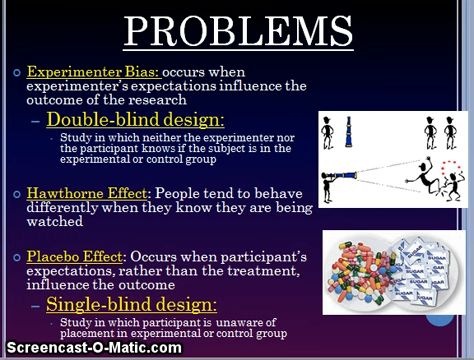 PROBLEMS
Experimenter Bias: occurs when
experimenter's expectations influence the
outcome of the research
– Double-blind design:
Study in which neither the experimenter nor
the participant knows if the subject is in the
experimental or control group
Hawthorne Effect: People tend to behave
differently when they know they are being
watched
Placebo Effect: Occurs when participant's
expectations, rather than the treatment,
influence the outcome
– Single-blind design:
Study in which participant is unaware of
placement in experimental or control group
SUGAR
SUGAR
SUGAR
SUGAR
Screencast-O-Matic.com